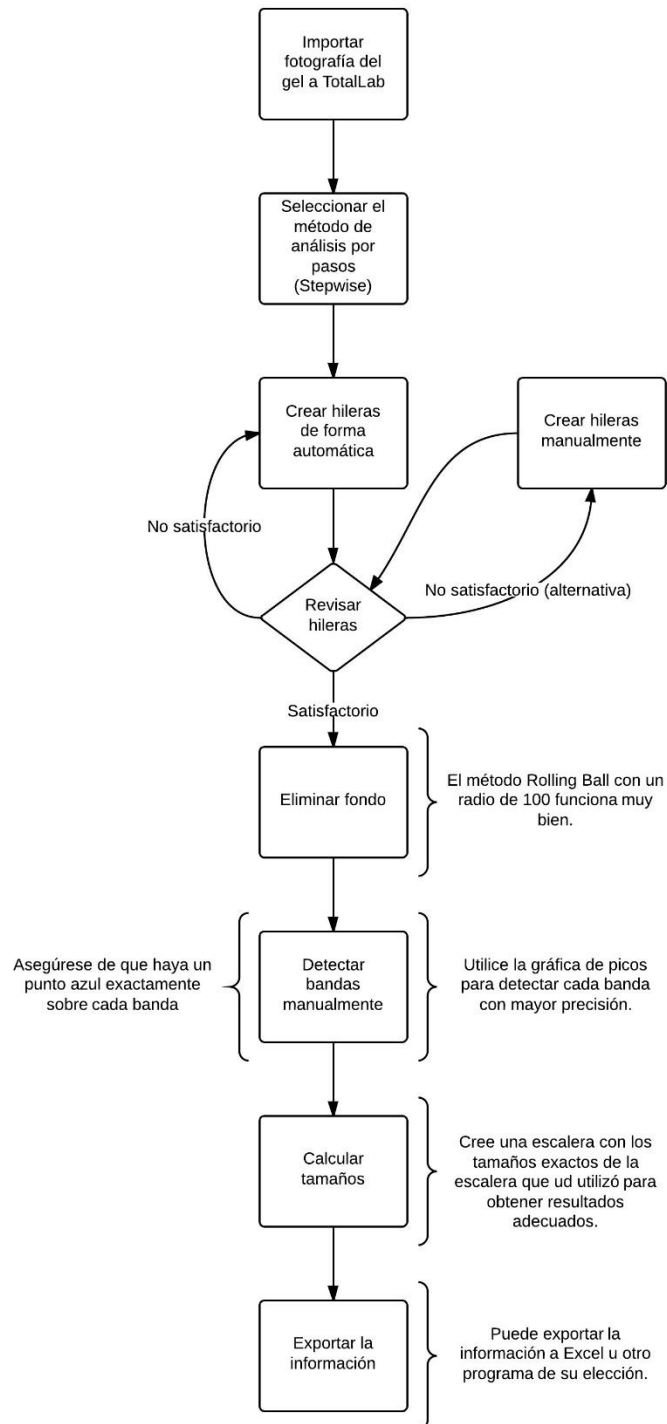 Importar
fotografía del
gel a TotalLab
Seleccionar el
método de
análisis por
pasos
(Stepwise)
Crear hileras
de forma
automática
Crear hileras
manualmente
No satisfactorio
No satisfactorio (alternativa)
Revisar
hileras
Satisfactorio
Eliminar fondo
El método Rolling Ball con un
radio de 100 funciona muy
bien.
Asegúrese de que haya un
punto azul exactamente
sobre cada banda
Detectar
bandas
manualmente
Utilice la gráfica de picos
para detectar cada banda
con mayor precisión.
Calcular
tamaños
Cree una escalera con los
tamaños exactos de la
escalera que ud utilizó para
obtener resultados
adecuados.
Exportar la
información
Puede exportar la
información a Excel u otro
programa de su elección.